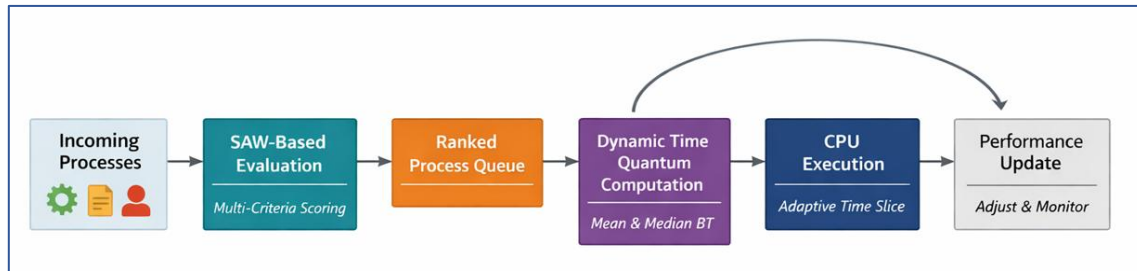 Incoming
Processes
SAW-Based
Evaluation
Multi-Criteria Scoring
Ranked
Process Queue
Dynamic Time
Quantum
Computation
Mean & Median BT
CPU
Execution
Adaptive Time Slice
Performance
Update
Adjust & Monitor